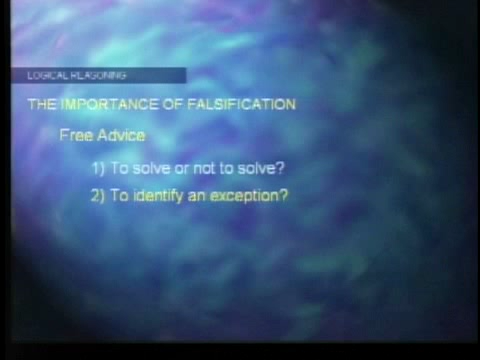 LOGICAL REASONING
THE IMPORTANCE OF FALSIFICATION
Free Advice
1) To solve or not to solve?
2) To identify an exception?